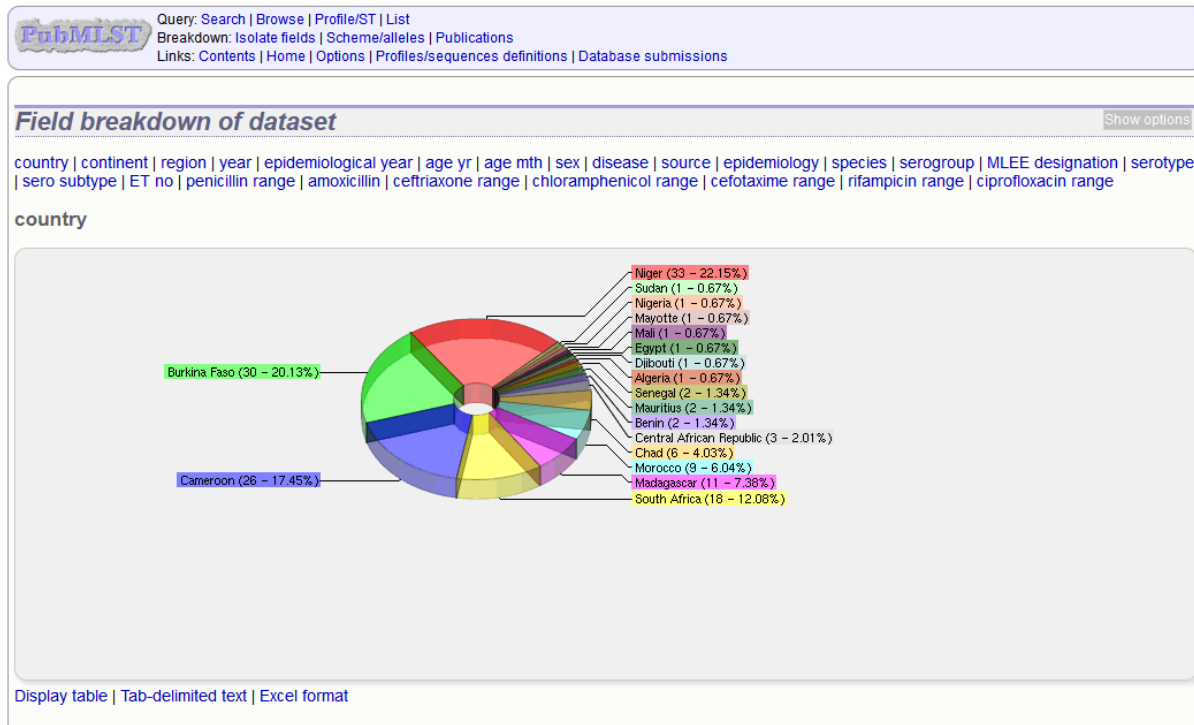 PubMLST
Query: Search | Browse | Profile/ST | List
Breakdown: Isolate fields | Scheme/alleles | Publications
Links: Contents | Home | Options | Profiles/sequences definitions | Database submissions
Field breakdown of dataset
Show options
country | continent | region | year | epidemiological year | age yr | age mth | sex | disease | source | epidemiology | species | serogroup | MLEE designation | serotype
| sero subtype | ET no | penicillin range | amoxicillin | ceftriaxone range | chloramphenicol range | cefotaxime range | rifampicin range | ciprofloxacin range
country
Niger (33 - 22.15%)
Sudan (1 - 0.67%)
Nigeria (1 - 0.67%)
Mayotte (1 - 0.67%)
Mali (1 - 0.67%)
Egypt (1 - 0.67%)
Djibouti (1 - 0.67%)
Algeria (1 - 0.67%)
Senegal (2 - 1.34%)
Mauritius (2 - 1.34%)
Benin (2 - 1.34%)
Central African Republic (3 - 2.01%)
Chad (6 - 4.03%)
Morocco (9 - 6.04%)
Madagascar (11 - 7.38%)
South Africa (18 - 12.08%)
Burkina Faso (30 - 20.13%)
Cameroon (26 - 17.45%)
Display table | Tab-delimited text | Excel format